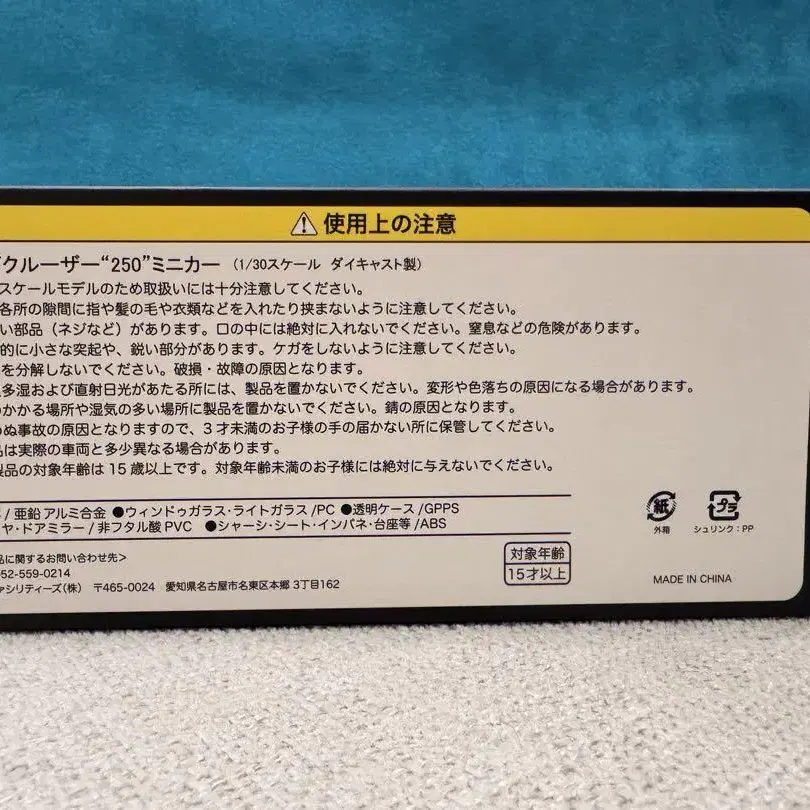 使用上の注意
クルーザー“250”ミニカー （1/30スケール ダイキャスト製）
スケールモデルのため取扱いには十分注意してください。
各所の隙間に指や髪の毛や衣類などを入れたり挟まないように注意してください。
い部品（ネジなど）があります。口の中には絶対に入れないでください。窒息などの危険があります。
的に小さな突起や、鋭い部分があります。ケガをしないように注意してください。
を分解しないでください。破損・故障の原因となります。
多湿および直射日光があたる所には、製品を置かないでください。変形や色落ちの原因になる場合があります。
かかる場所や湿気の多い場所に製品を置かないでください。錆の原因となります。
ぬ事故の原因となりますので、3才未満のお子様の手の届かない所に保管してください。
は実際の車両と多少異なる場合があります。
製品の対象年齢は15歳以上です。対象年齢未満のお子様には絶対に与えないでください。
/ 亜鉛 アルミ合金 ●ウィンドゥガラス・ライトガラス /PC ●透明ケース /GPPS
ヤ・ドアミラー / 非フタル酸 PVC ●シャーシ・シート・インパネ・台座等 /ABS
紙
外箱
プラ
シュリンク：PP
品に関するお問い合わせ先>
52-559-0214
ァシリティーズ（株） 〒465-0024 愛知県名古屋市名東区本郷 3丁目162
対象年齢
15才以上
MADE IN CHINA